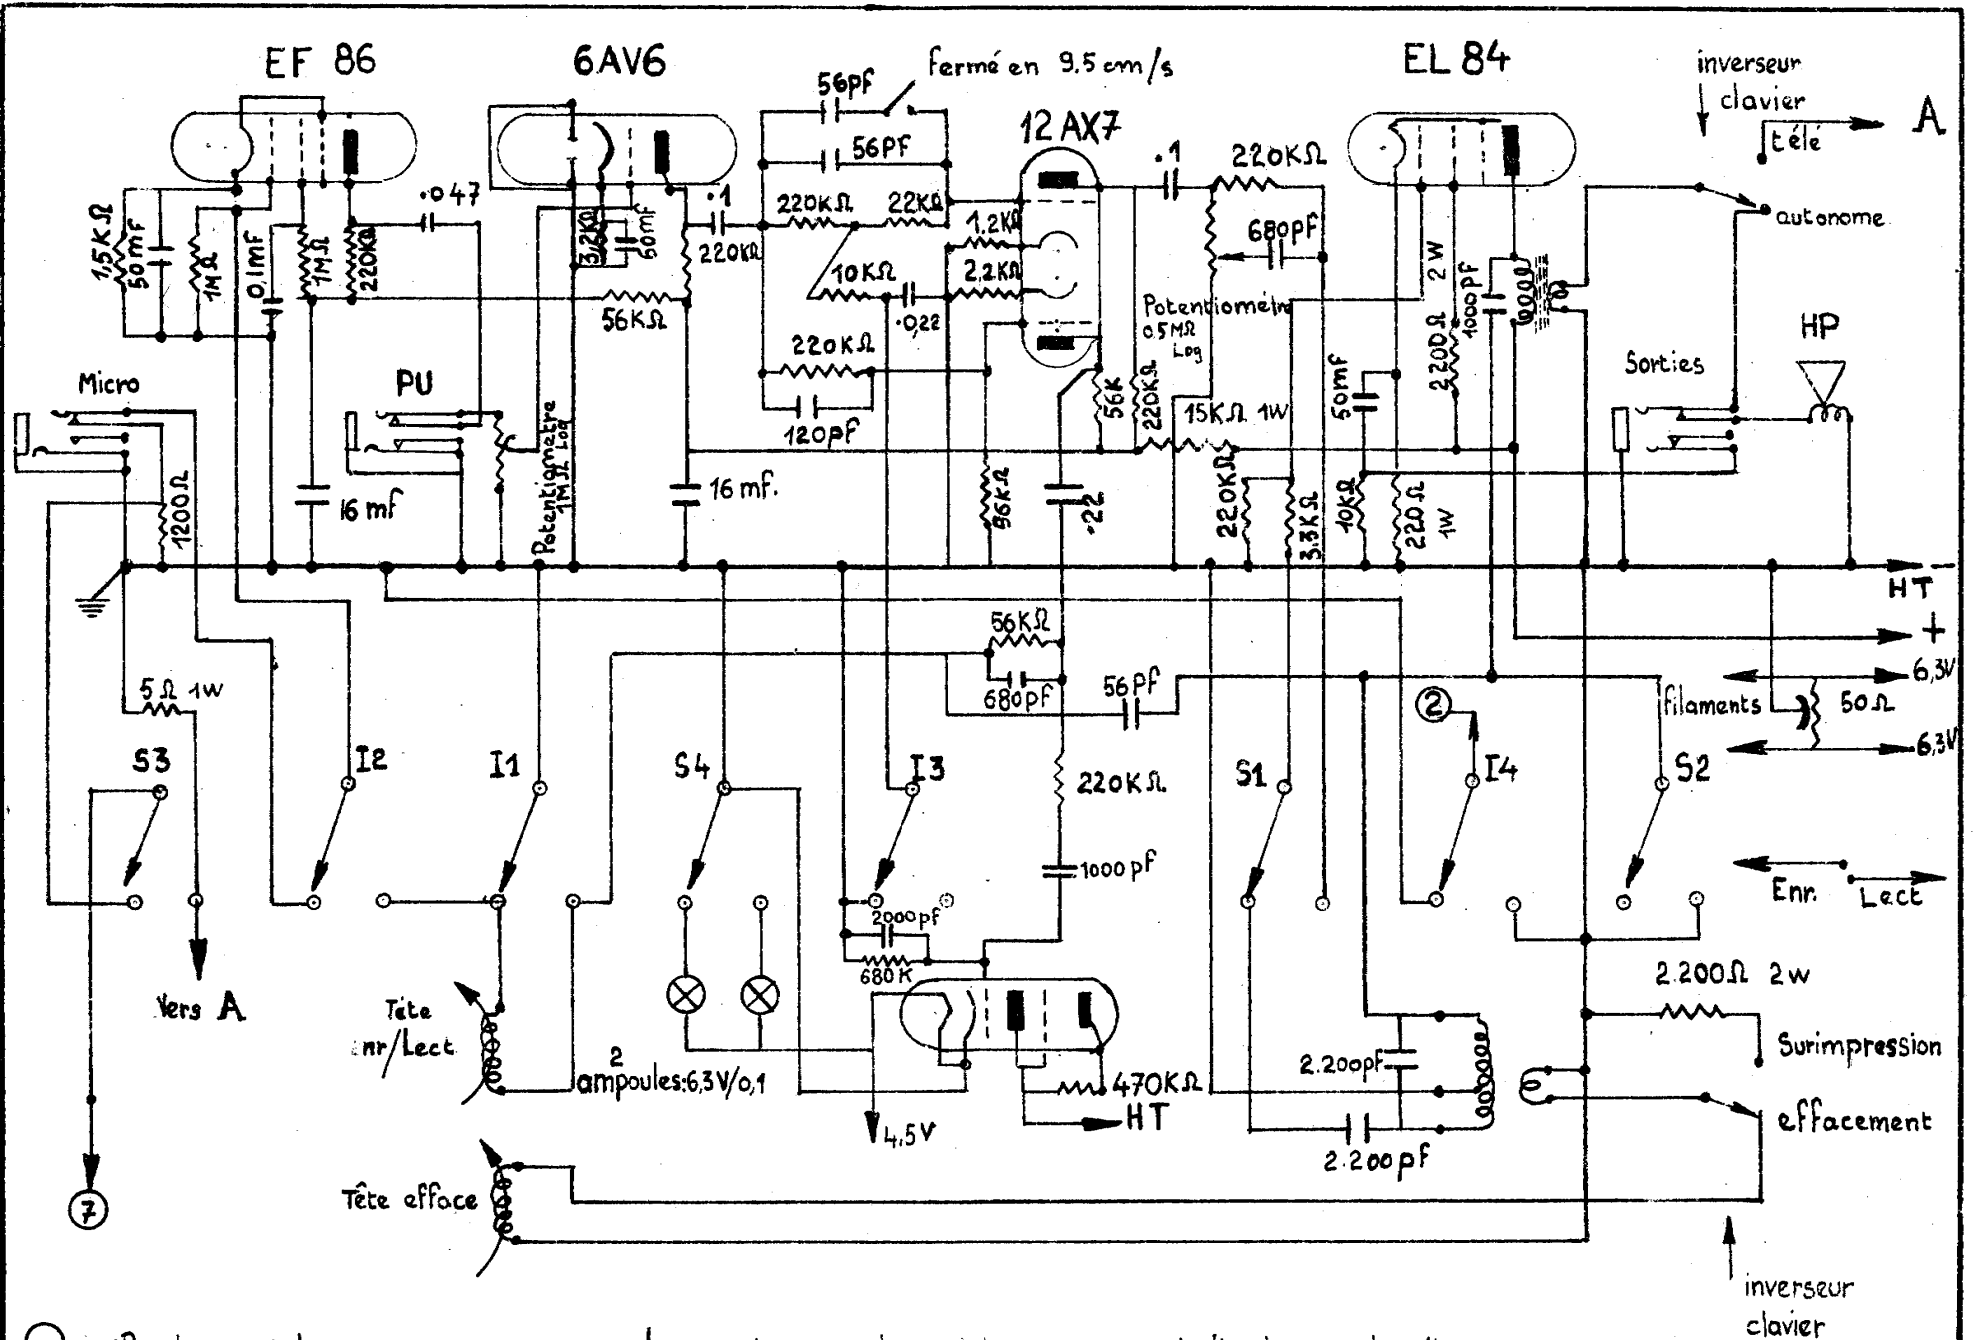 EF 86
6AV6
fermé en 9.5 cm/s
EL 84
inverseur
clavier
télé
A
autonome
56pf
56PF
12 AX7
.1
220KΩ
680pf
.047
.1
220KΩ
22KΩ
1.2KΩ
2.2KΩ
10KΩ
.0,22
220KΩ
120pf
1,5KΩ
50mf
1MΩ
0,1mf
1MΩ
220KΩ
50mf
220KΩ
56KΩ
Potentiomètre
0.5MΩ
Log
2W
2200Ω
1000PF
HP
Sorties
Micro
PU
Potentiomètre
1MΩ Log
56K
220KΩ
15KΩ 1W
50mf
1200Ω
16 mf
16 mf.
56KΩ
.22
220KΩ
3.3KΩ
10KΩ
220Ω
1W
HT -
+
56KΩ
680pf
56PF
2
6,3V
filaments
50Ω
6,3V
5Ω 1W
S3
I2
I1
S4
I3
220KΩ
S1
I4
S2
1000pf
Enr.
Lect
2000pf
680K
Vers A
Tête
Enr/Lect
2
ampoules:6,3V/0,1
470KΩ
HT
4,5V
2.200pf
2.200pf
2.200Ω 2w
Surimpression
effacement
Tête efface
7
inverseur
clavier